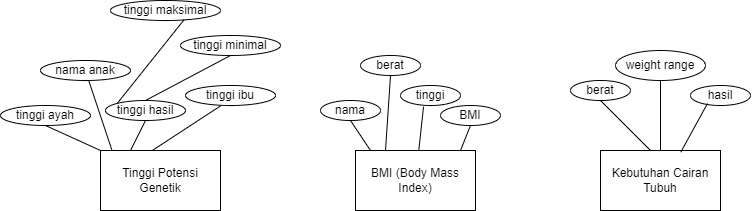 tinggi maksimal
tinggi minimal
nama anak
tinggi ibu
tinggi ayah
tinggi hasil
Tinggi Potensi
Genetik
berat
tinggi
nama
BMI
BMI (Body Mass
Index)
weight range
berat
hasil
Kebutuhan Cairan
Tubuh